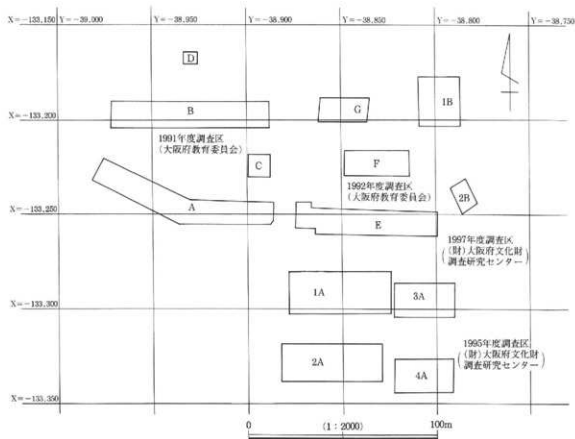 X=-133,150 Y=-39,000 Y=-38,950 Y=-38,900 Y=-38,850 Y=-38,800 Y=-38,750
D
B
G
1B
X=-133,200
1991年度調査区
(大阪府教育委員会)
C
F
1992年度調査区
(大阪府教育委員会)
2B
A
X=-133,250
E
1997年度調査区
(財)大阪府文化財
調査研究センター
1A
3A
X=-133,300
1995年度調査区
(財)大阪府文化財
調査研究センター
2A
4A
X=-133,350
0 (1:2000) 100m